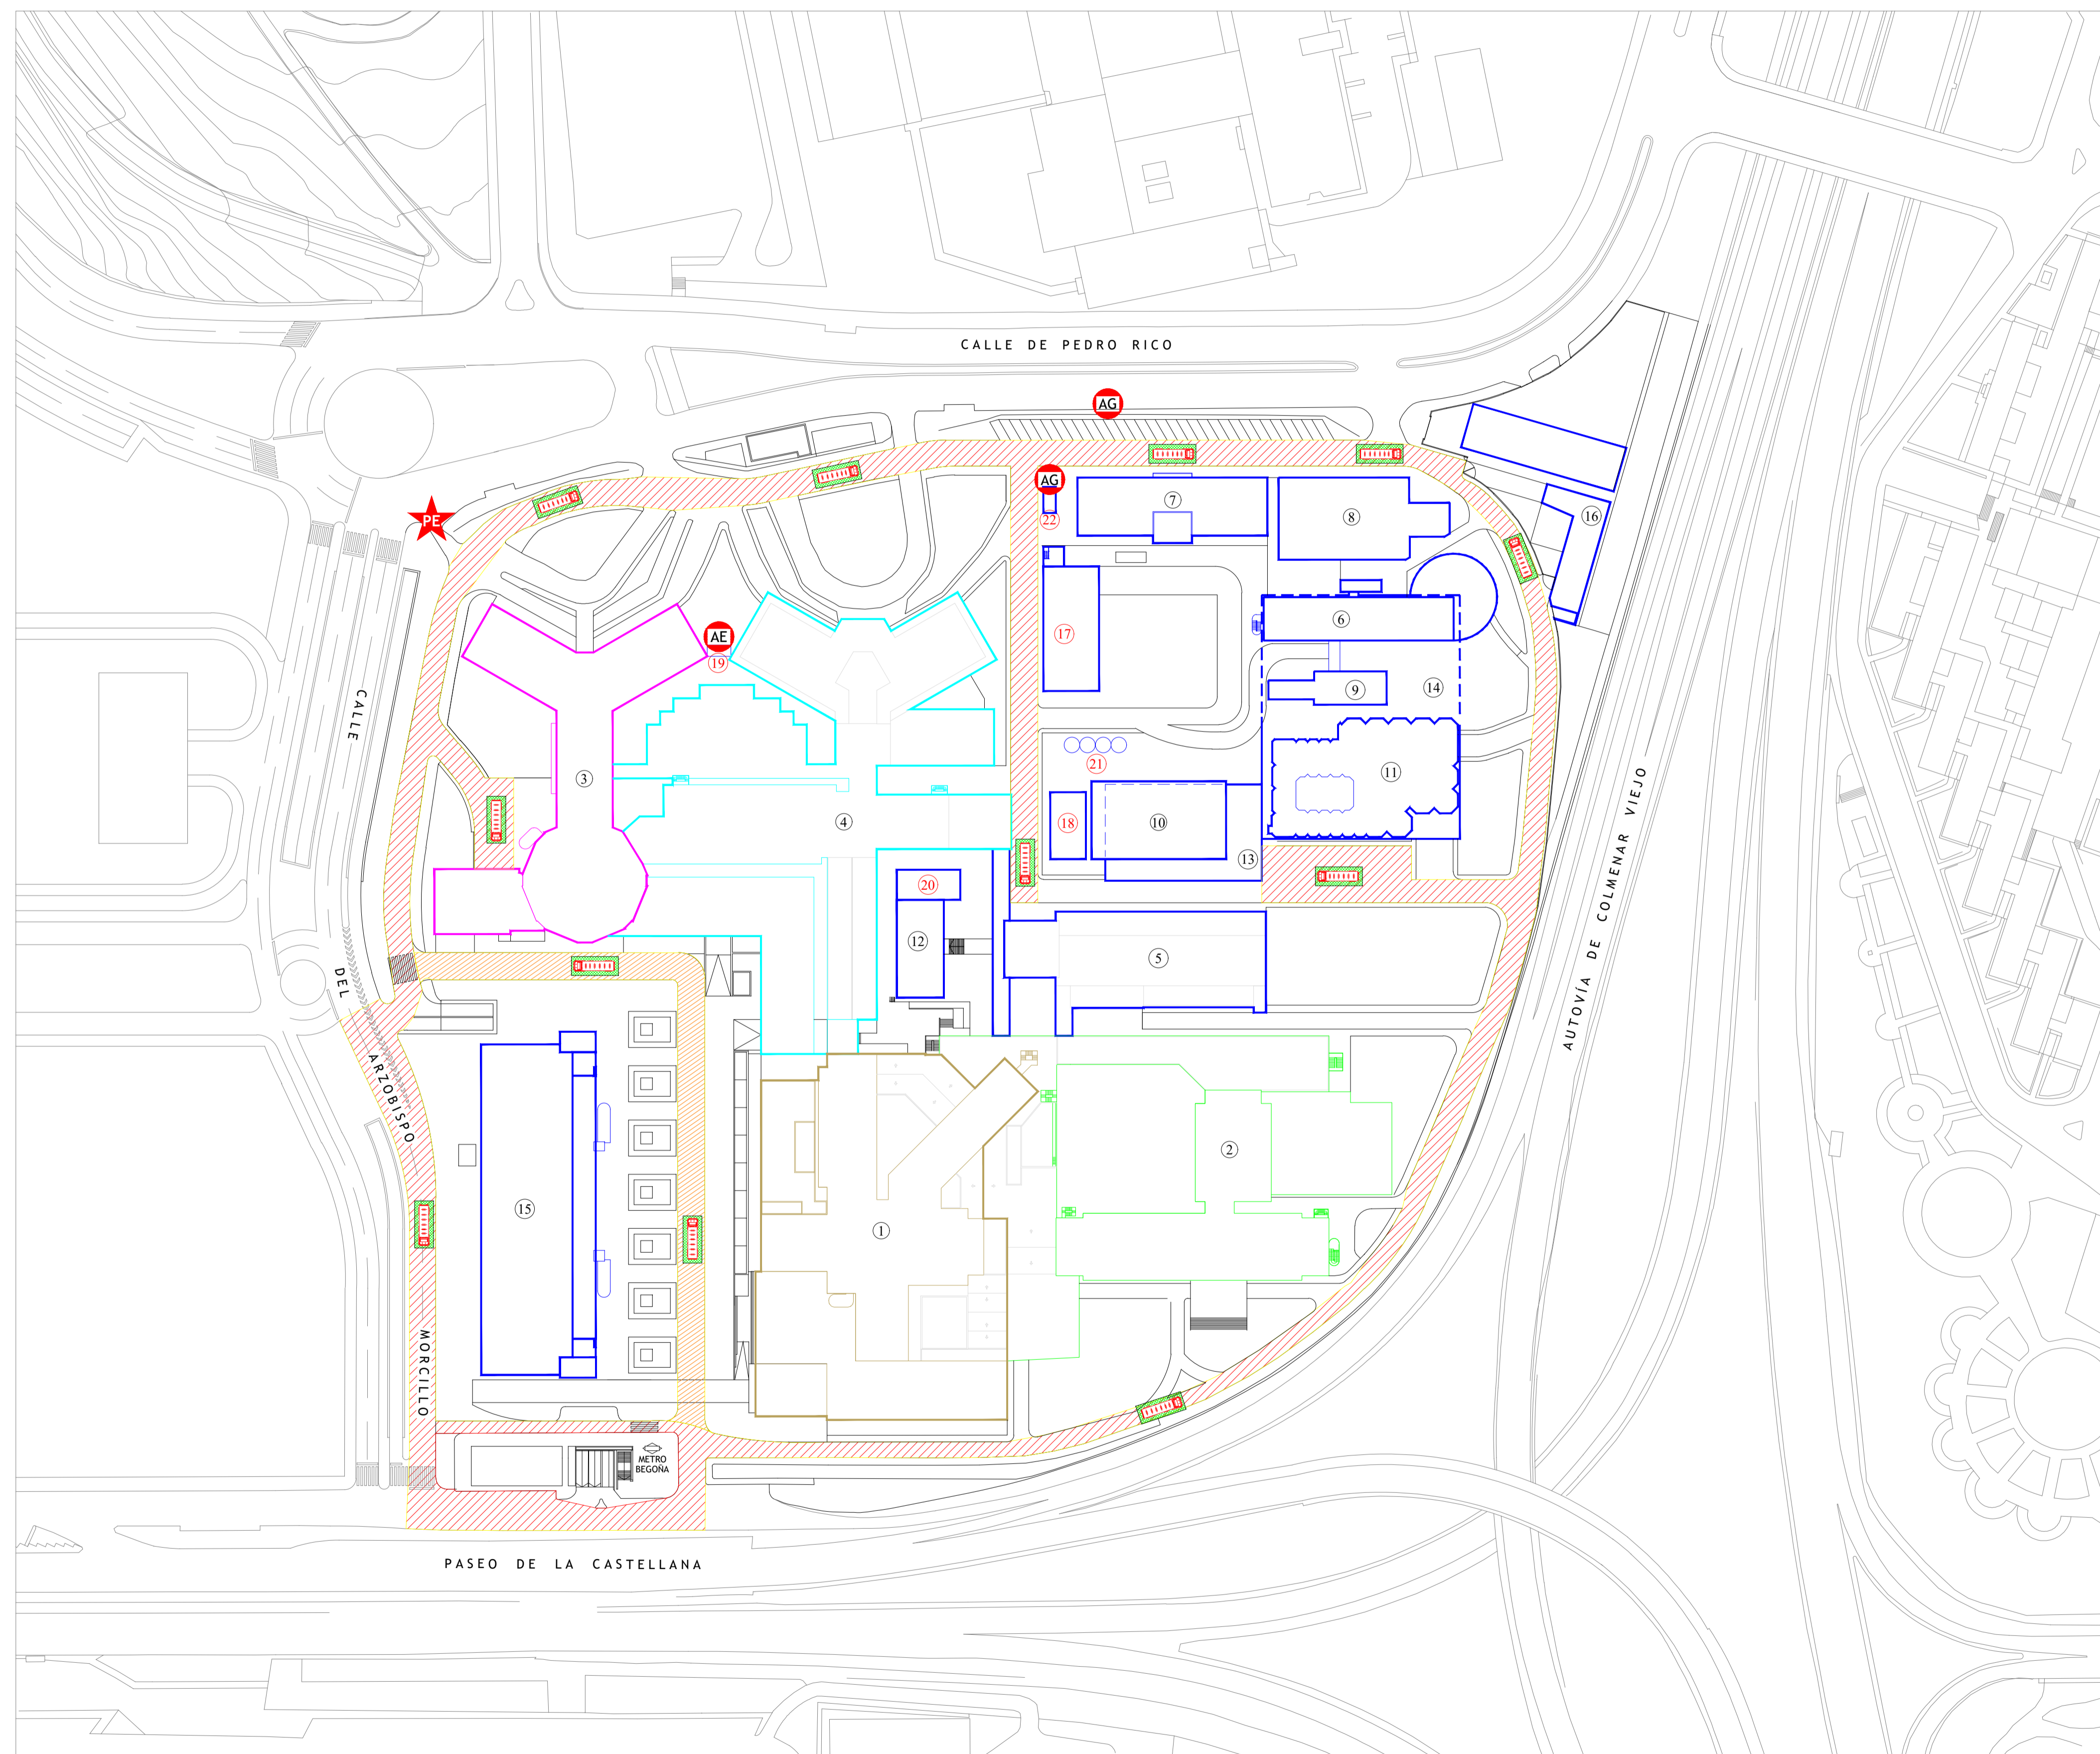 CALLE DE PEDRO RICO
AG
AG
PE
7
8
16
22
17
6
AE
19
9
14
CALLE
21
11
3
4
18
10
13
20
12
5
AUTOVÍA DE COLMENAR VIEJO
DEL
ARZOBISPO
2
15
1
MORCILLO
METRO
BEGOÑA
PASEO DE LA CASTELLANA